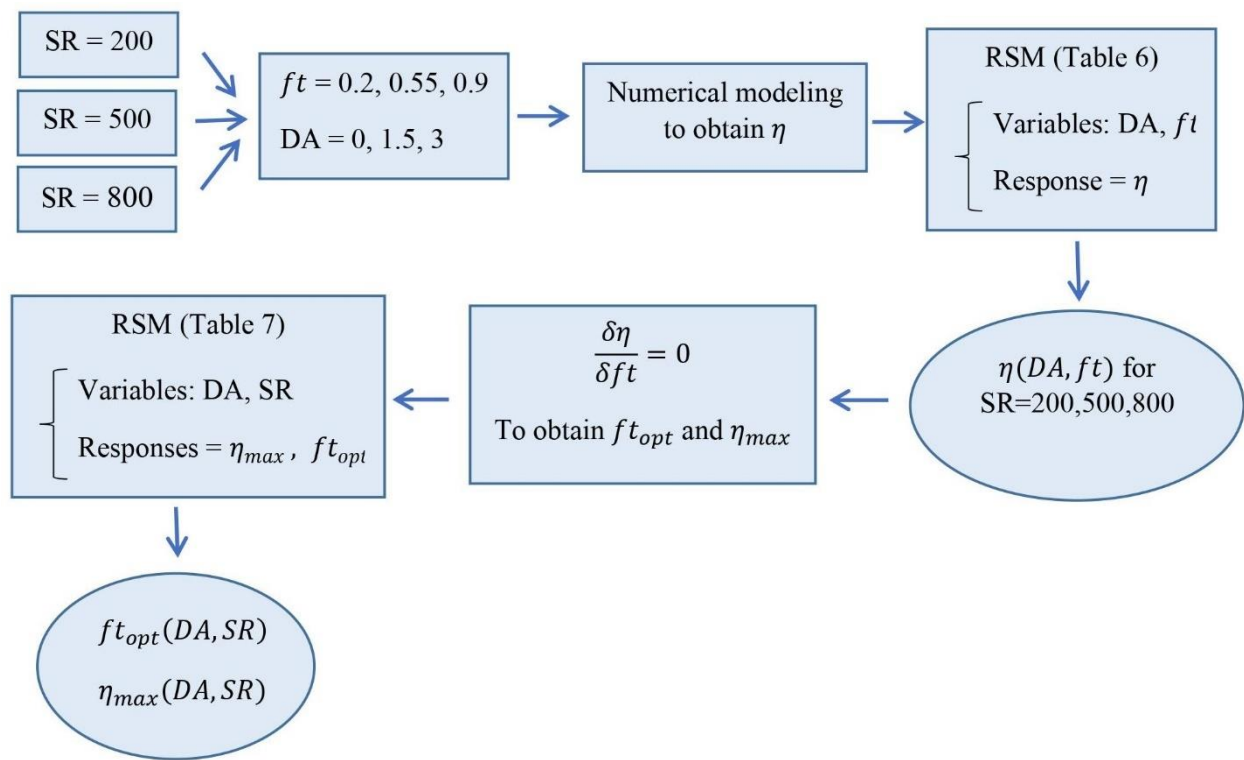 SR = 200
SR = 500
SR = 800
ft = 0.2, 0.55, 0.9
DA = 0, 1.5, 3
Numerical modeling
to obtain η
RSM (Table 6)
Variables: DA, ft
Response = η
η(DA, ft) for
SR=200,500,800
δη/δft = 0
To obtain ft_opt and η_max
RSM (Table 7)
Variables: DA, SR
Responses = η_max , ft_opt
ft_opt(DA, SR)
η_max(DA, SR)